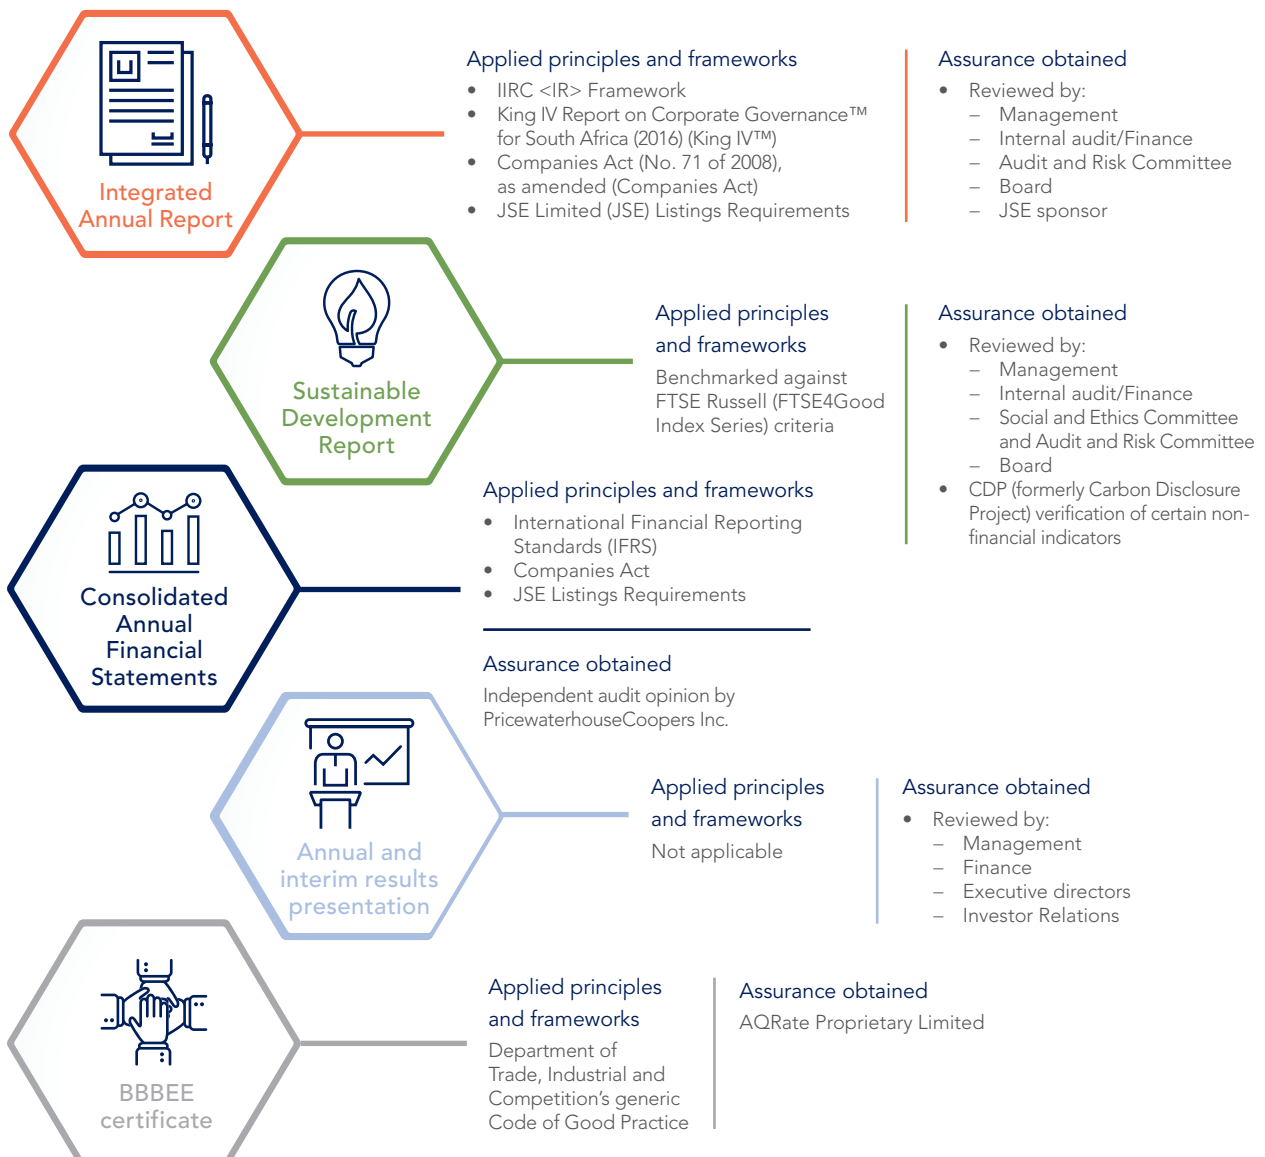 Integrated
Annual Report
Applied principles and frameworks
• IIRC <IR> Framework
• King IV Report on Corporate Governance™
for South Africa (2016) (King IV™)
• Companies Act (No. 71 of 2008),
as amended (Companies Act)
• JSE Limited (JSE) Listings Requirements
Assurance obtained
• Reviewed by:
– Management
– Internal audit/Finance
– Audit and Risk Committee
– Board
– JSE sponsor
Sustainable
Development
Report
Applied principles
and frameworks
Benchmarked against
FTSE Russell (FTSE4Good
Index Series) criteria
Assurance obtained
• Reviewed by:
– Management
– Internal audit/Finance
– Social and Ethics Committee
and Audit and Risk Committee
– Board
• CDP (formerly Carbon Disclosure
Project) verification of certain non-
financial indicators
Consolidated
Annual
Financial
Statements
Applied principles and frameworks
• International Financial Reporting
Standards (IFRS)
• Companies Act
• JSE Listings Requirements
Assurance obtained
Independent audit opinion by
PricewaterhouseCoopers Inc.
Annual and
interim results
presentation
Applied principles
and frameworks
Not applicable
Assurance obtained
• Reviewed by:
– Management
– Finance
– Executive directors
– Investor Relations
BBBEE
certificate
Applied principles
and frameworks
Department of
Trade, Industrial and
Competition’s generic
Code of Good Practice
Assurance obtained
AQRate Proprietary Limited